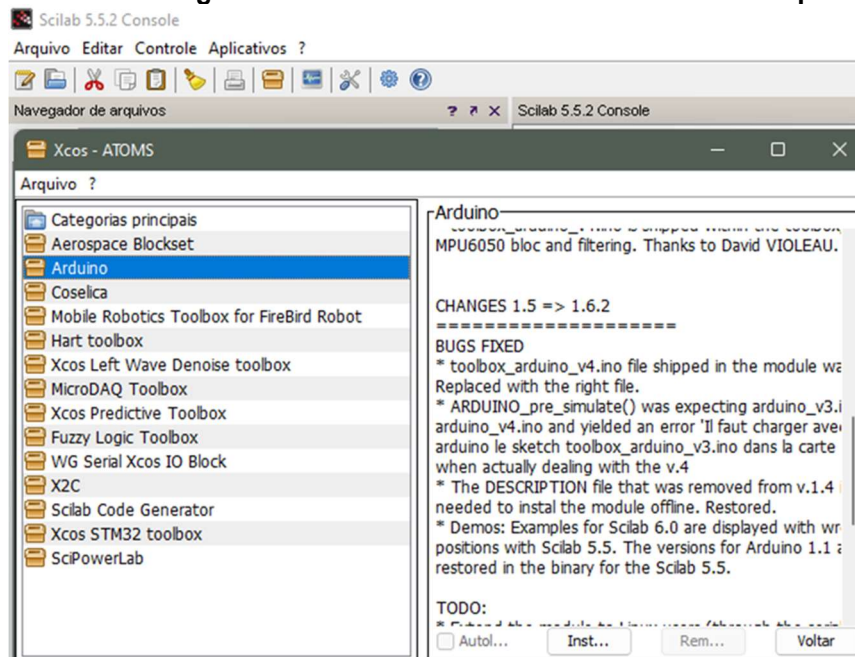 Scilab 5.5.2 Console
Arquivo Editar Controle Aplicativos ?
Navegador de arquivos ? Scilab 5.5.2 Console
Xcos - ATOMS
Arquivo ?
Categorias principais
Aerospace Blockset
Arduino
Coselica
Mobile Robotics Toolbox for FireBird Robot
Hart toolbox
Xcos Left Wave Denoise toolbox
MicroDAQ Toolbox
Xcos Predictive Toolbox
Fuzzy Logic Toolbox
WG Serial Xcos IO Block
X2C
Scilab Code Generator
Xcos STM32 toolbox
SciPowerLab
Arduino
MPU6050 bloc and filtering. Thanks to David VIOLEAU.
CHANGES 1.5 => 1.6.2
=====================
BUGS FIXED
* toolbox_arduino_v4.ino file shipped in the module wa
Replaced with the right file.
* ARDUINO_pre_simulate() was expecting arduino_v3.i
arduino_v4.ino and yielded an error 'Il faut charger ave
arduino le sketch toolbox_arduino_v3.ino dans la carte
when actually dealing with the v.4
* The DESCRIPTION file that was removed from v.1.4
needed to instal the module offline. Restored.
* Demos: Examples for Scilab 6.0 are displayed with wr
positions with Scilab 5.5. The versions for Arduino 1.1
restored in the binary for the Scilab 5.5.
TODO:
Autol... Inst... Rem... Voltar